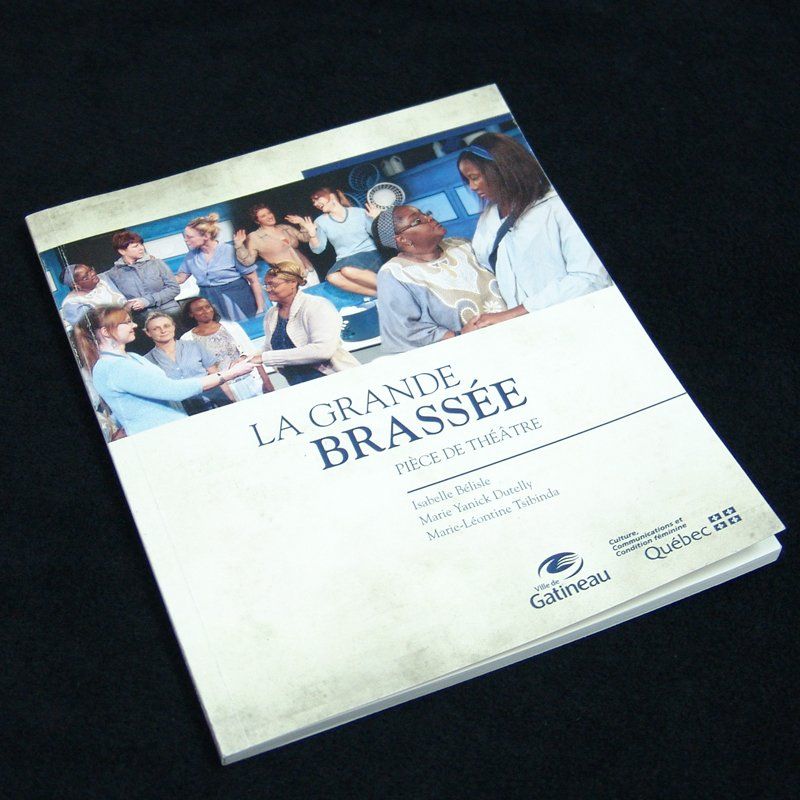 LA GRANDE
BRASSÉE
PIÈCE DE THÉÂTRE
Isabelle Bélisle
Marie Yanick Dutelly
Marie-Léontine Tsibinda
Ville de
Gatineau
Culture,
Communications et
Condition féminine
Québec